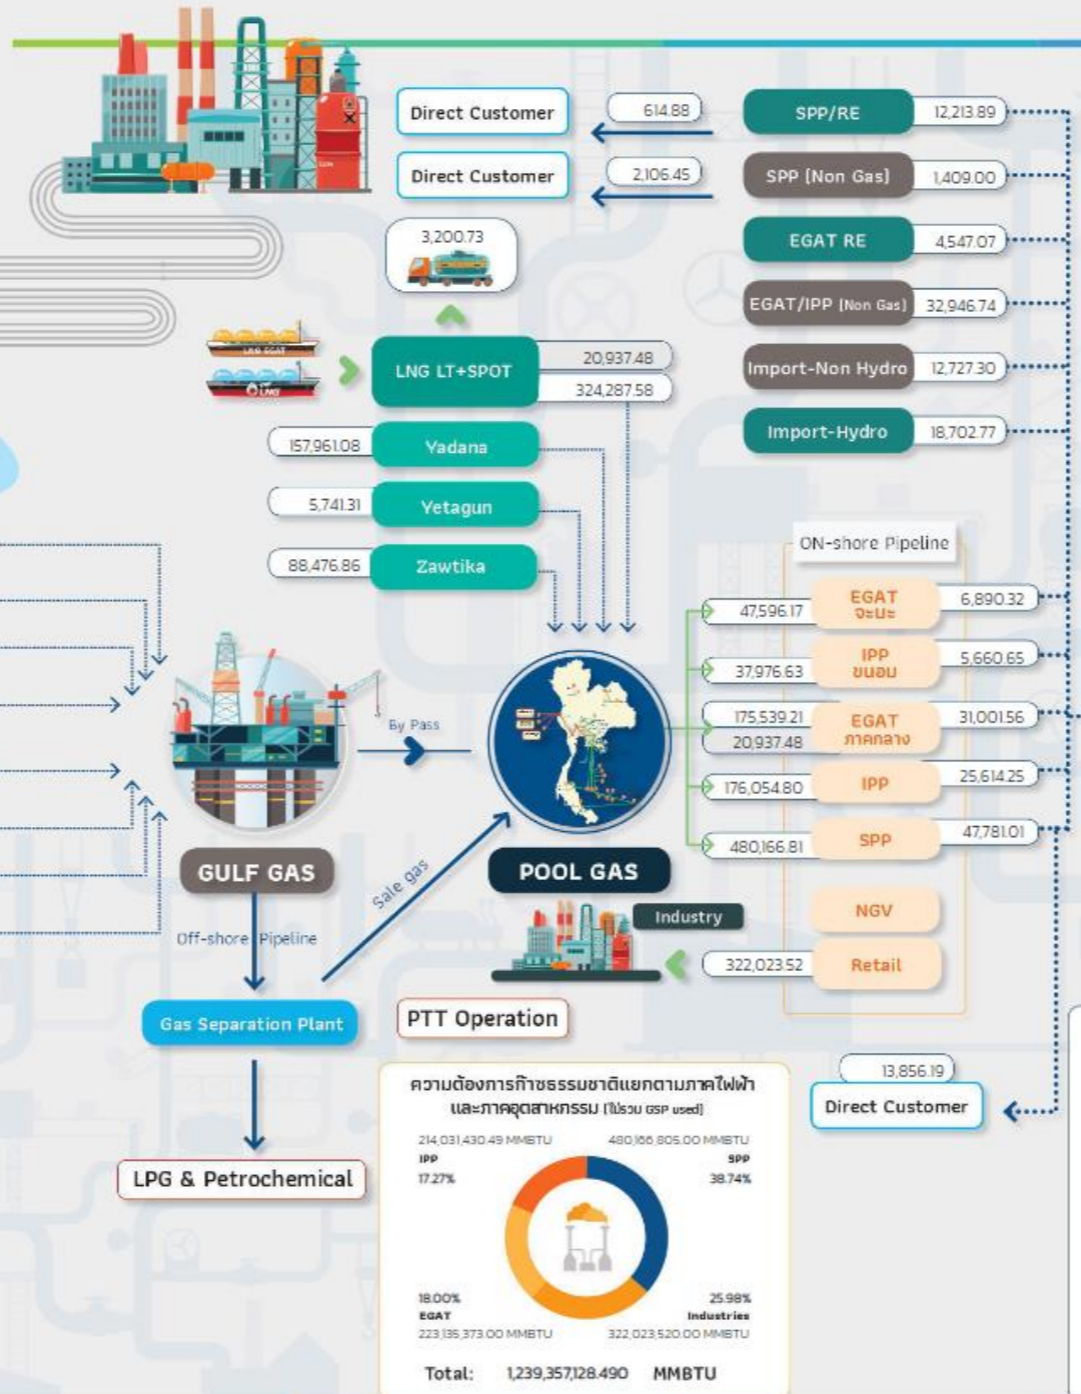 Direct Customer
614.88
SPP/RE
12,213.89
Direct Customer
2,106.45
SPP (Non Gas)
1,409.00
3,200.73
EGAT RE
4,547.07
EGAT/IPP (Non Gas)
32,946.74
LNG EGAT
LNG
LNG LT+SPOT
20,937.48
324,287.58
Import-Non Hydro
12,727.30
Import-Hydro
18,702.77
157,961.08
Yadana
5,741.31
Yetagun
88,476.86
Zawtika
ON-shore Pipeline
47,596.17
EGAT
จะนะ
6,890.32
37,976.63
IPP
ขนอม
5,660.65
175,539.21
20,937.48
EGAT
ภาคกลาง
31,001.56
176,054.80
IPP
25,614.25
480,166.81
SPP
47,781.01
By Pass
GULF GAS
Sale gas
POOL GAS
Industry
NGV
322,023.52
Retail
Off-shore Pipeline
Gas Separation Plant
PTT Operation
13,856.19
Direct Customer
LPG & Petrochemical
ความต้องการก๊าซธรรมชาติแยกตามภาคไฟฟ้า
และภาคอุตสาหกรรม (ไม่รวม GSP used)
214,031,430.49 MMBTU
IPP
17.27%
480,166,805.00 MMBTU
SPP
38.74%
18.00%
EGAT
223,135,373.00 MMBTU
25.98%
Industries
322,023,520.00 MMBTU
Total: 1,239,357,128.490 MMBTU